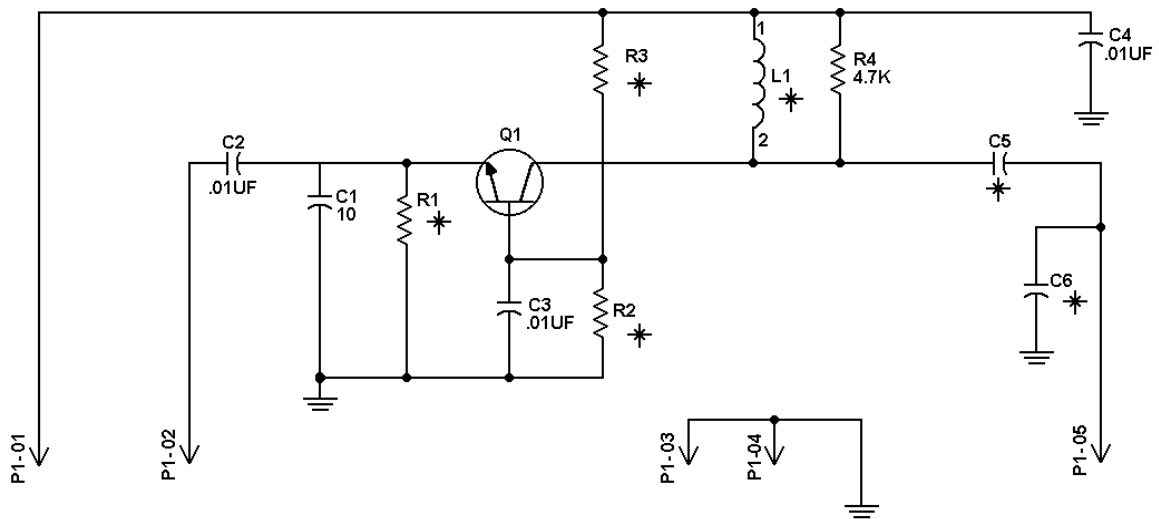 C4
.01UF
R3
1
L1
2
R4
4.7K
Q1
C2
.01UF
C5
C1
10
R1
C6
C3
.01UF
R2
P1-01
P1-02
P1-03
P1-04
P1-05